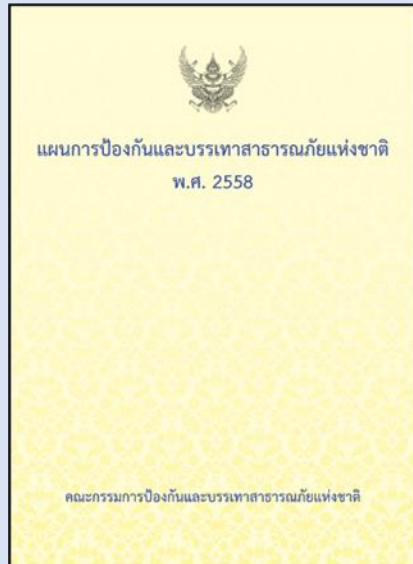 แผนการป้องกันและบรรเทาสาธารณภัยแห่งชาติ
พ.ศ. 2558
คณะกรรมการป้องกันและบรรเทาสาธารณภัยแห่งชาติ